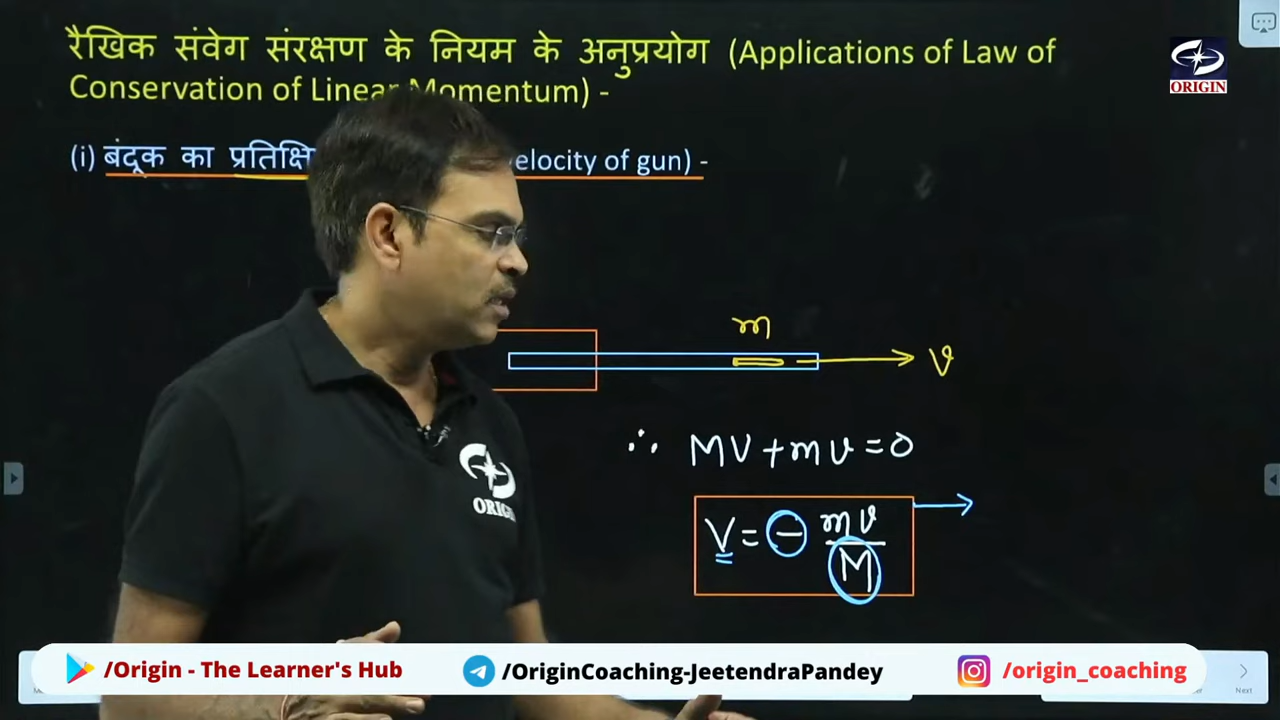 रैखिक संवेग संरक्षण के नियम के अनुप्रयोग (Applications of Law of
Conservation of Linear Momentum) -
ORIGIN
(i) बंदूक का प्रतिक्षि elocity of gun) -
m
v
∴ MV + mv = 0
V = - mv/M
ORIGIN
/Origin - The Learner's Hub
/OriginCoaching-JeetendraPandey
/origin_coaching
Next